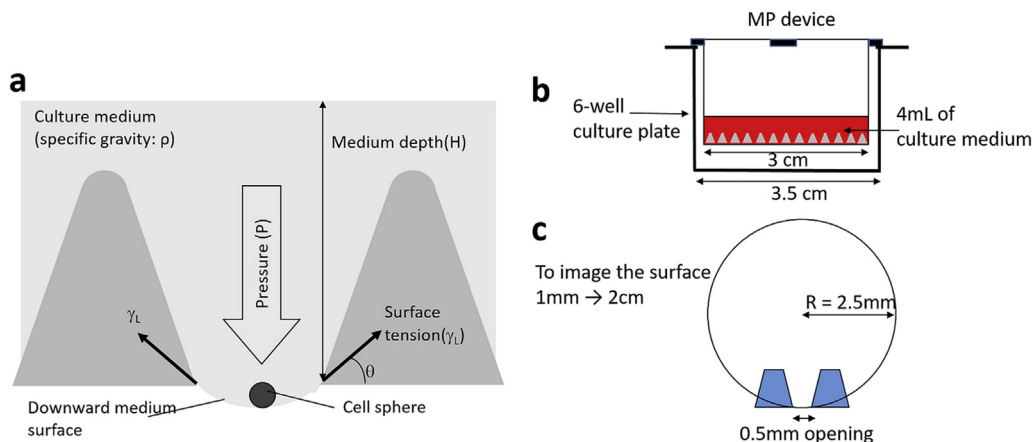 a
Culture medium
(specific gravity: ρ)
Medium depth(H)
Pressure (P)
γL
Surface
tension(γL)
θ
Downward medium
surface
Cell sphere
MP device
b
6-well
culture plate
4mL of
culture medium
3 cm
3.5 cm
c
To image the surface
1mm → 2cm
R = 2.5mm
0.5mm opening